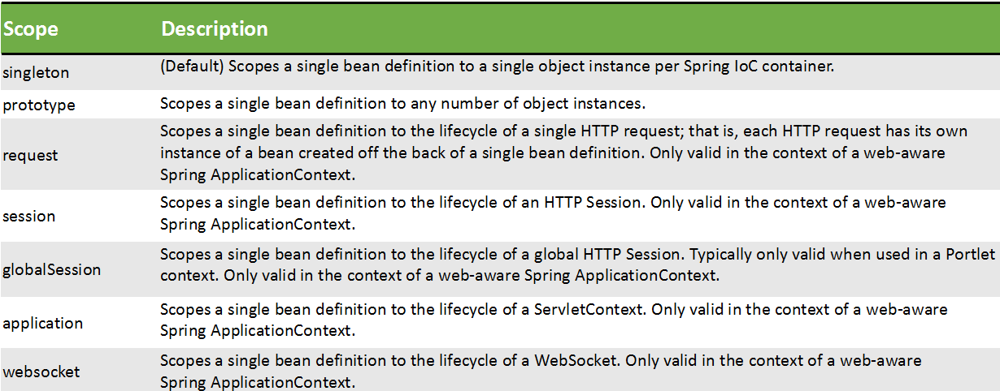 Scope Description
singleton (Default) Scopes a single bean definition to a single object instance per Spring IoC container.
prototype Scopes a single bean definition to any number of object instances.
Scopes a single bean definition to the lifecycle of a single HTTP request; that is, each HTTP request has its own
request instance of a bean created off the back of a single bean definition. Only valid in the context of a web-aware
Spring ApplicationContext.
session Scopes a single bean definition to the lifecycle of an HTTP Session. Only valid in the context of a web-aware
Spring ApplicationContext.
globalSession Scopes a single bean definition to the lifecycle of a global HTTP Session. Typically only valid when used in a Portlet
context. Only valid in the context of a web-aware Spring ApplicationContext.
application Scopes a single bean definition to the lifecycle of a ServletContext. Only valid in the context of a web-aware
Spring ApplicationContext.
websocket Scopes a single bean definition to the lifecycle of a WebSocket. Only valid in the context of a web-aware
Spring ApplicationContext.